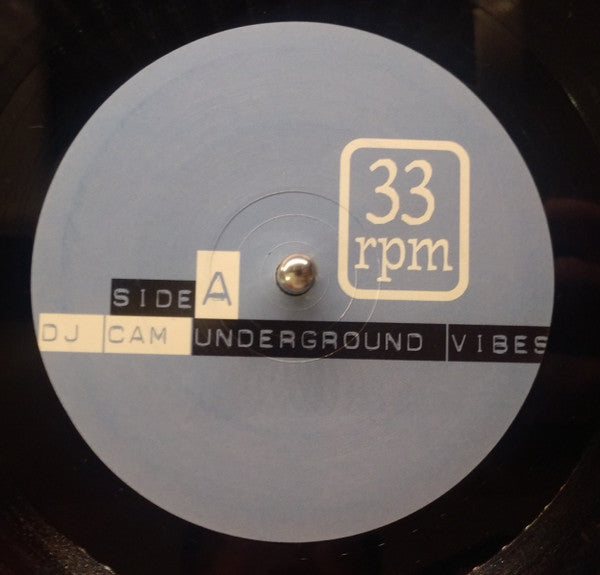 33
rpm
SIDE A
DJ CAM UNDERGROUND VIBES